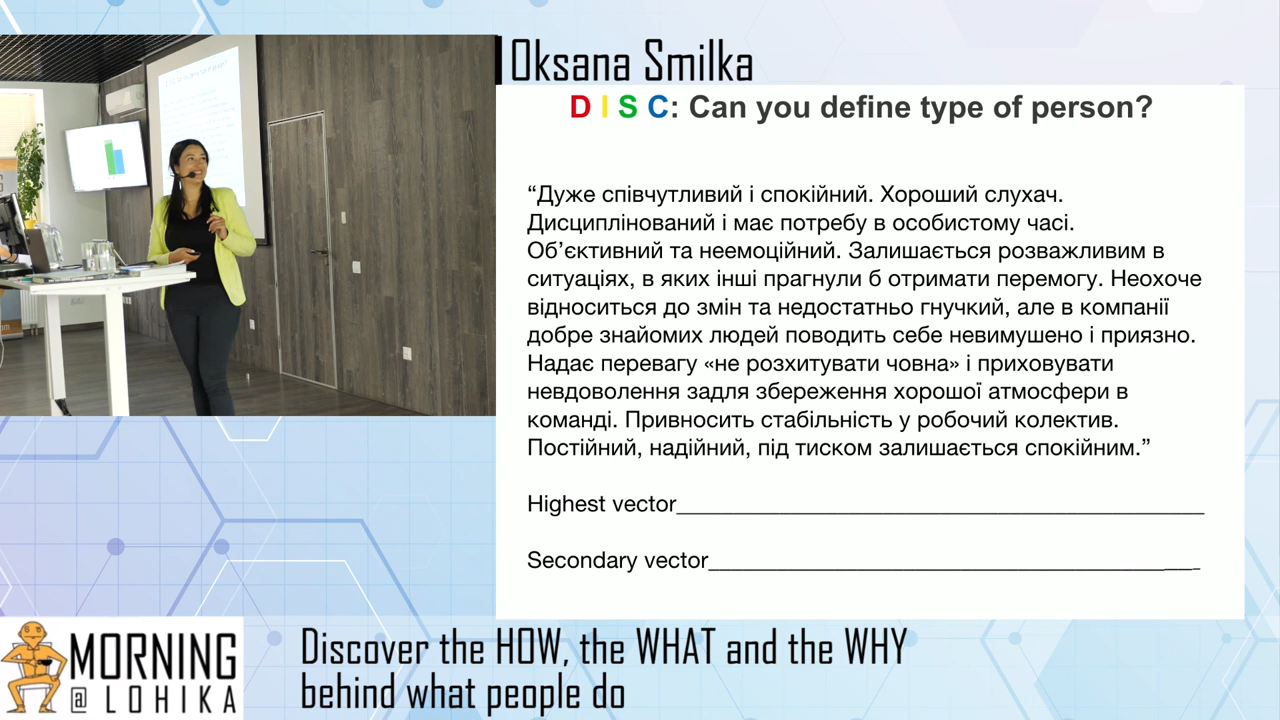 Oksana Smilka
D I S C: Can you define type of person?
“Дуже співчутливий і спокійний. Хороший слухач.
Дисциплінований і має потребу в особистому часі.
Об’єктивний та неемоційний. Залишається розважливим в
ситуаціях, в яких інші прагнули б отримати перемогу. Неохоче
відноситься до змін та недостатньо гнучкий, але в компанії
добре знайомих людей поводить себе невимушено і приязно.
Надає перевагу «не розхитувати човна» і приховувати
невдоволення задля збереження хорошої атмосфери в
команді. Привносить стабільність у робочий колектив.
Постійний, надійний, під тиском залишається спокійним.”
Highest vector
Secondary vector
MORNING
@ LOHIKA
Discover the HOW, the WHAT and the WHY
behind what people do